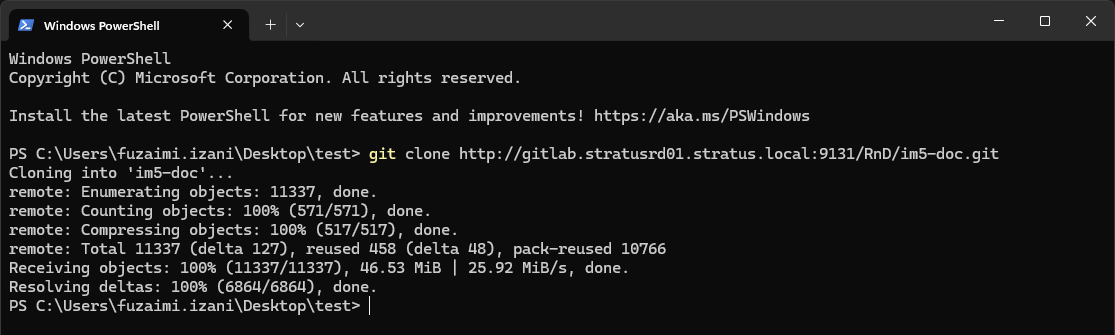 Windows PowerShell
Windows PowerShell
Copyright (C) Microsoft Corporation. All rights reserved.
Install the latest PowerShell for new features and improvements! https://aka.ms/PSWindows
PS C:\Users\fuzaimi.izani\Desktop\test> git clone http://gitlab.stratusrd01.stratus.local:9131/RnD/im5-doc.git
Cloning into 'im5-doc'...
remote: Enumerating objects: 11337, done.
remote: Counting objects: 100% (571/571), done.
remote: Compressing objects: 100% (517/517), done.
remote: Total 11337 (delta 127), reused 458 (delta 48), pack-reused 10766
Receiving objects: 100% (11337/11337), 46.53 MiB | 25.92 MiB/s, done.
Resolving deltas: 100% (6864/6864), done.
PS C:\Users\fuzaimi.izani\Desktop\test>